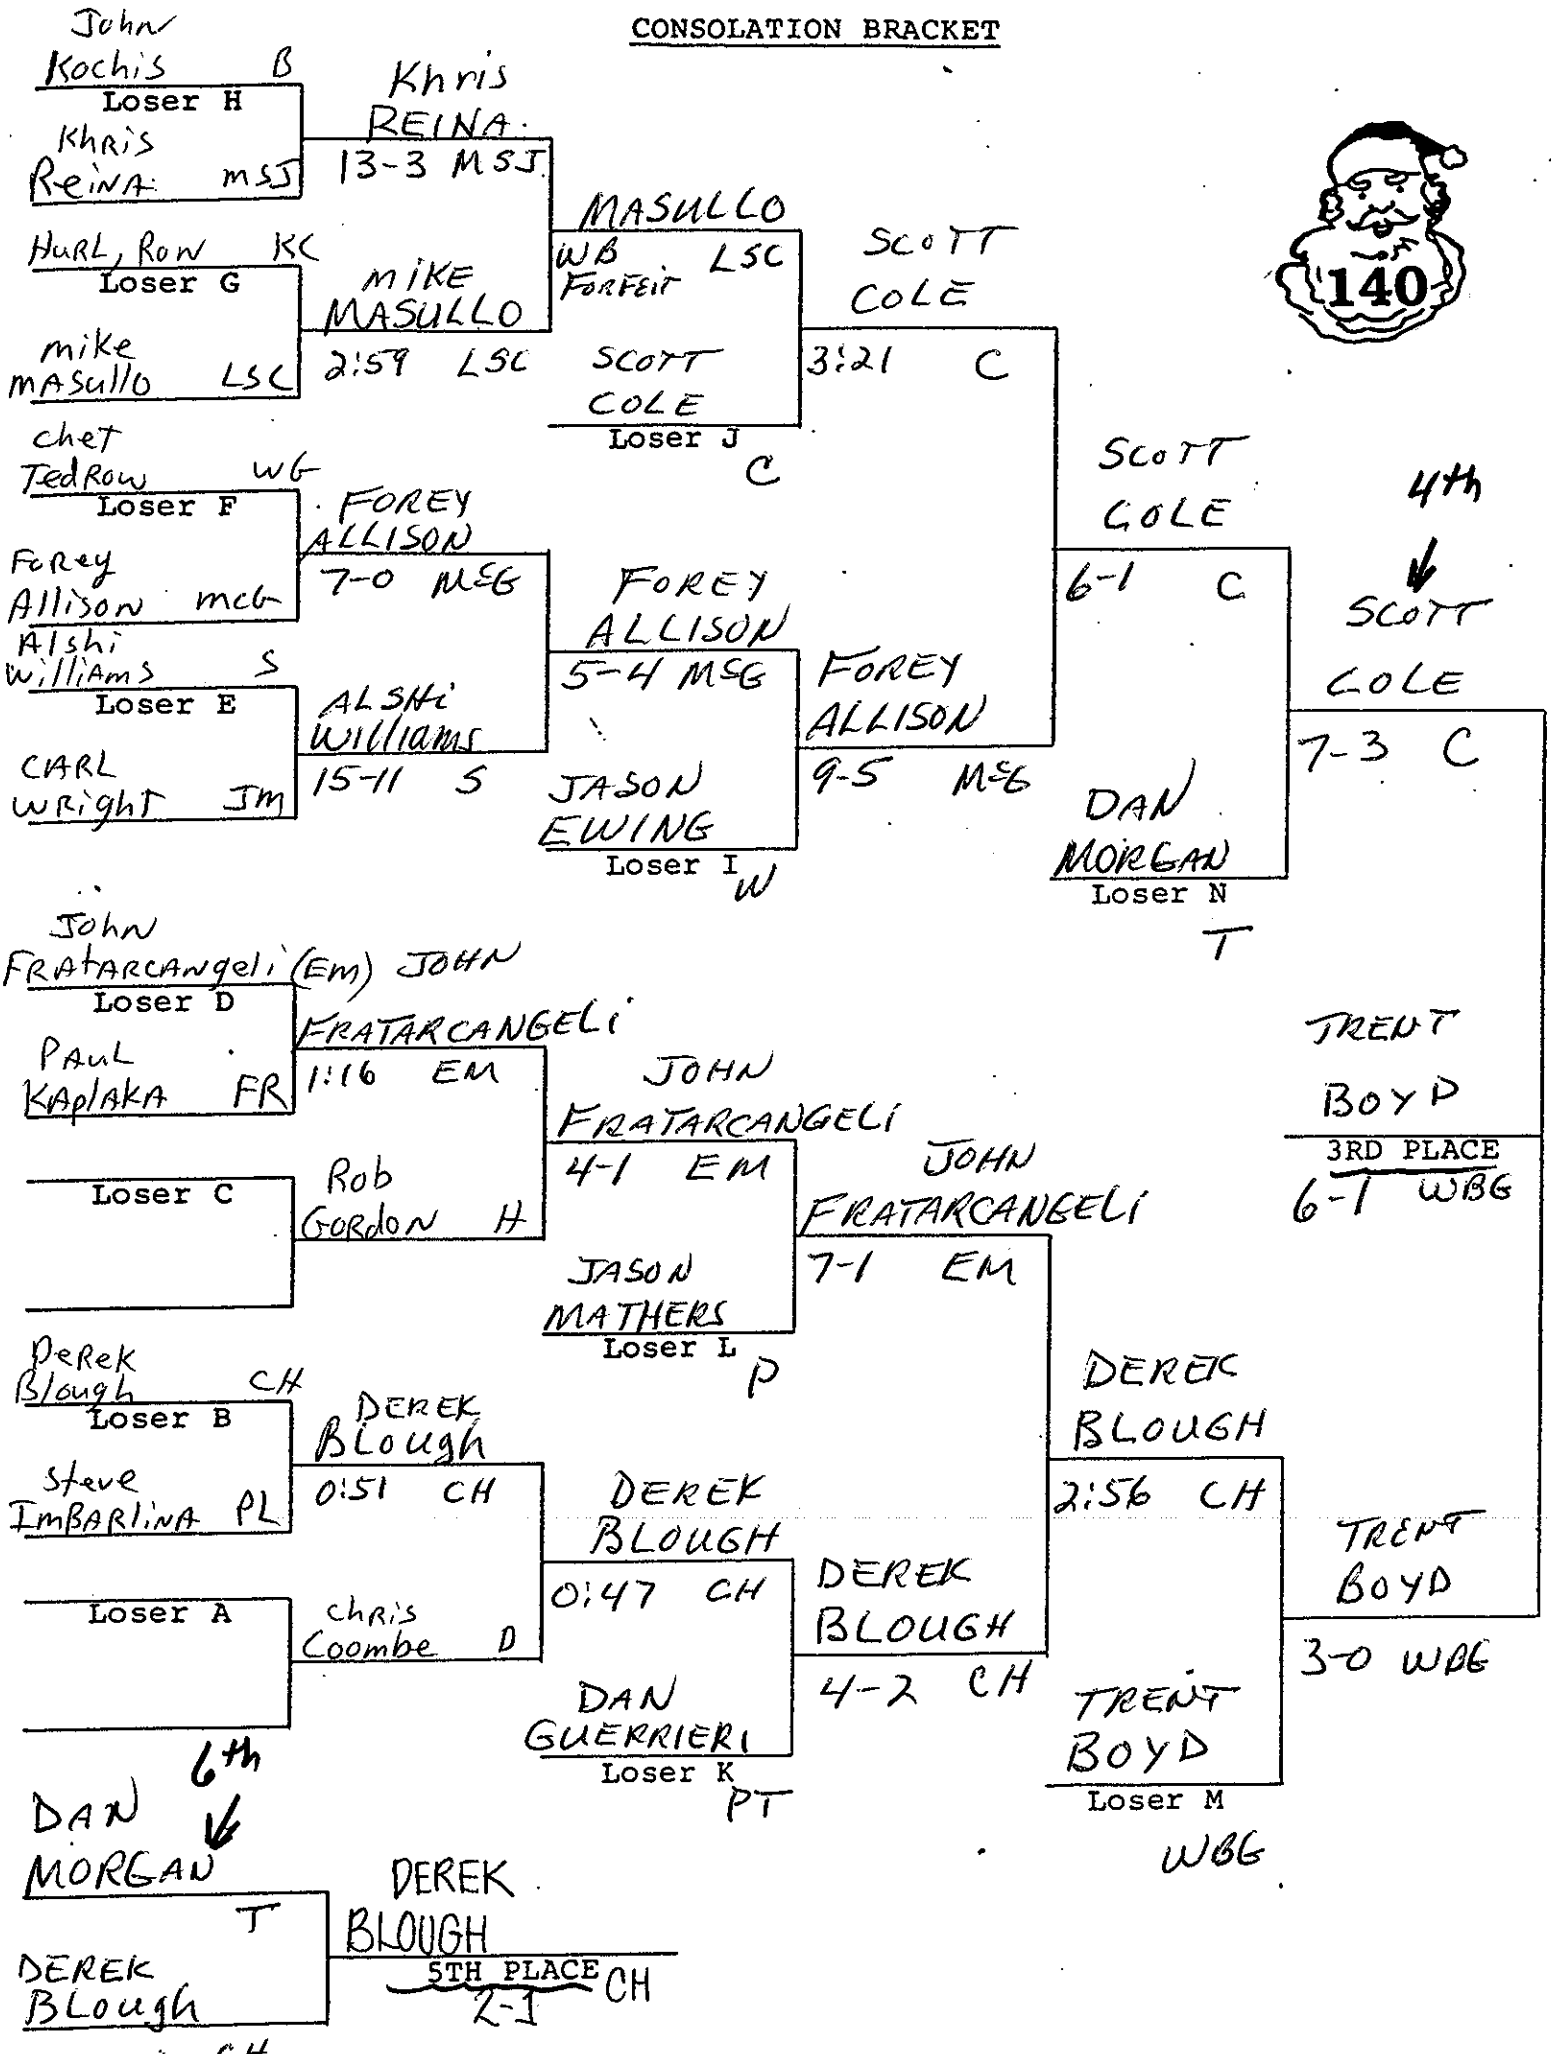 CONSOLATION BRACKET
140
John
Kochis B
Loser H
Khris
Reina MSJ
Khris
REINA
13-3 MSJ
Hurl, Ron KC
Loser G
Mike
Masullo LSC
MIKE
MASULLO
2:59 LSC
MASULLO
WB LSC
FORFEIT
SCOTT
COLE
Loser J
C
SCOTT
COLE
3:21 C
Chet
TedRow WG
Loser F
Forey
Allison McG
FOREY
ALLISON
7-0 McG
Alshi
Williams S
Loser E
CARL
WRight JM
ALSHi
Williams
15-11 S
FOREY
ALLISON
5-4 McG
JASON
EWING
Loser I
W
FOREY
ALLISON
9-5 McG
SCOTT
COLE
6-1 C
DAN
MORGAN
Loser N
T
4th
SCOTT
COLE
7-3 C
John
FRATARCANgeli (Em)
Loser D
PAUL
KAplAKA FR
JOHN
FRATARCANGELi
1:16 EM
Loser C
Rob
GoRdoN H
JOHN
FRATARCANGELi
4-1 EM
JASON
MATHERS
Loser L
P
JOHN
FRATARCANGELi
7-1 EM
DeRek
Blough CH
Loser B
Steve
ImBARliNA PL
DEREK
BLough
0:51 CH
Loser A
ChRis
Coombe D
DEREK
BLOUGH
0:47 CH
DAN
GUERRIERI
Loser K
PT
DEREK
BLOUGH
4-2 CH
DEREK
BLOUGH
2:56 CH
TRENT
BOYD
Loser M
WBG
TRENT
BOYD
3-0 WBG
TRENT
BOYD
3RD PLACE
6-1 WBG
6th
DAN
MORGAN
T
DEREK
BLough
CH
DEREK
BLOUGH
5TH PLACE CH
2-1